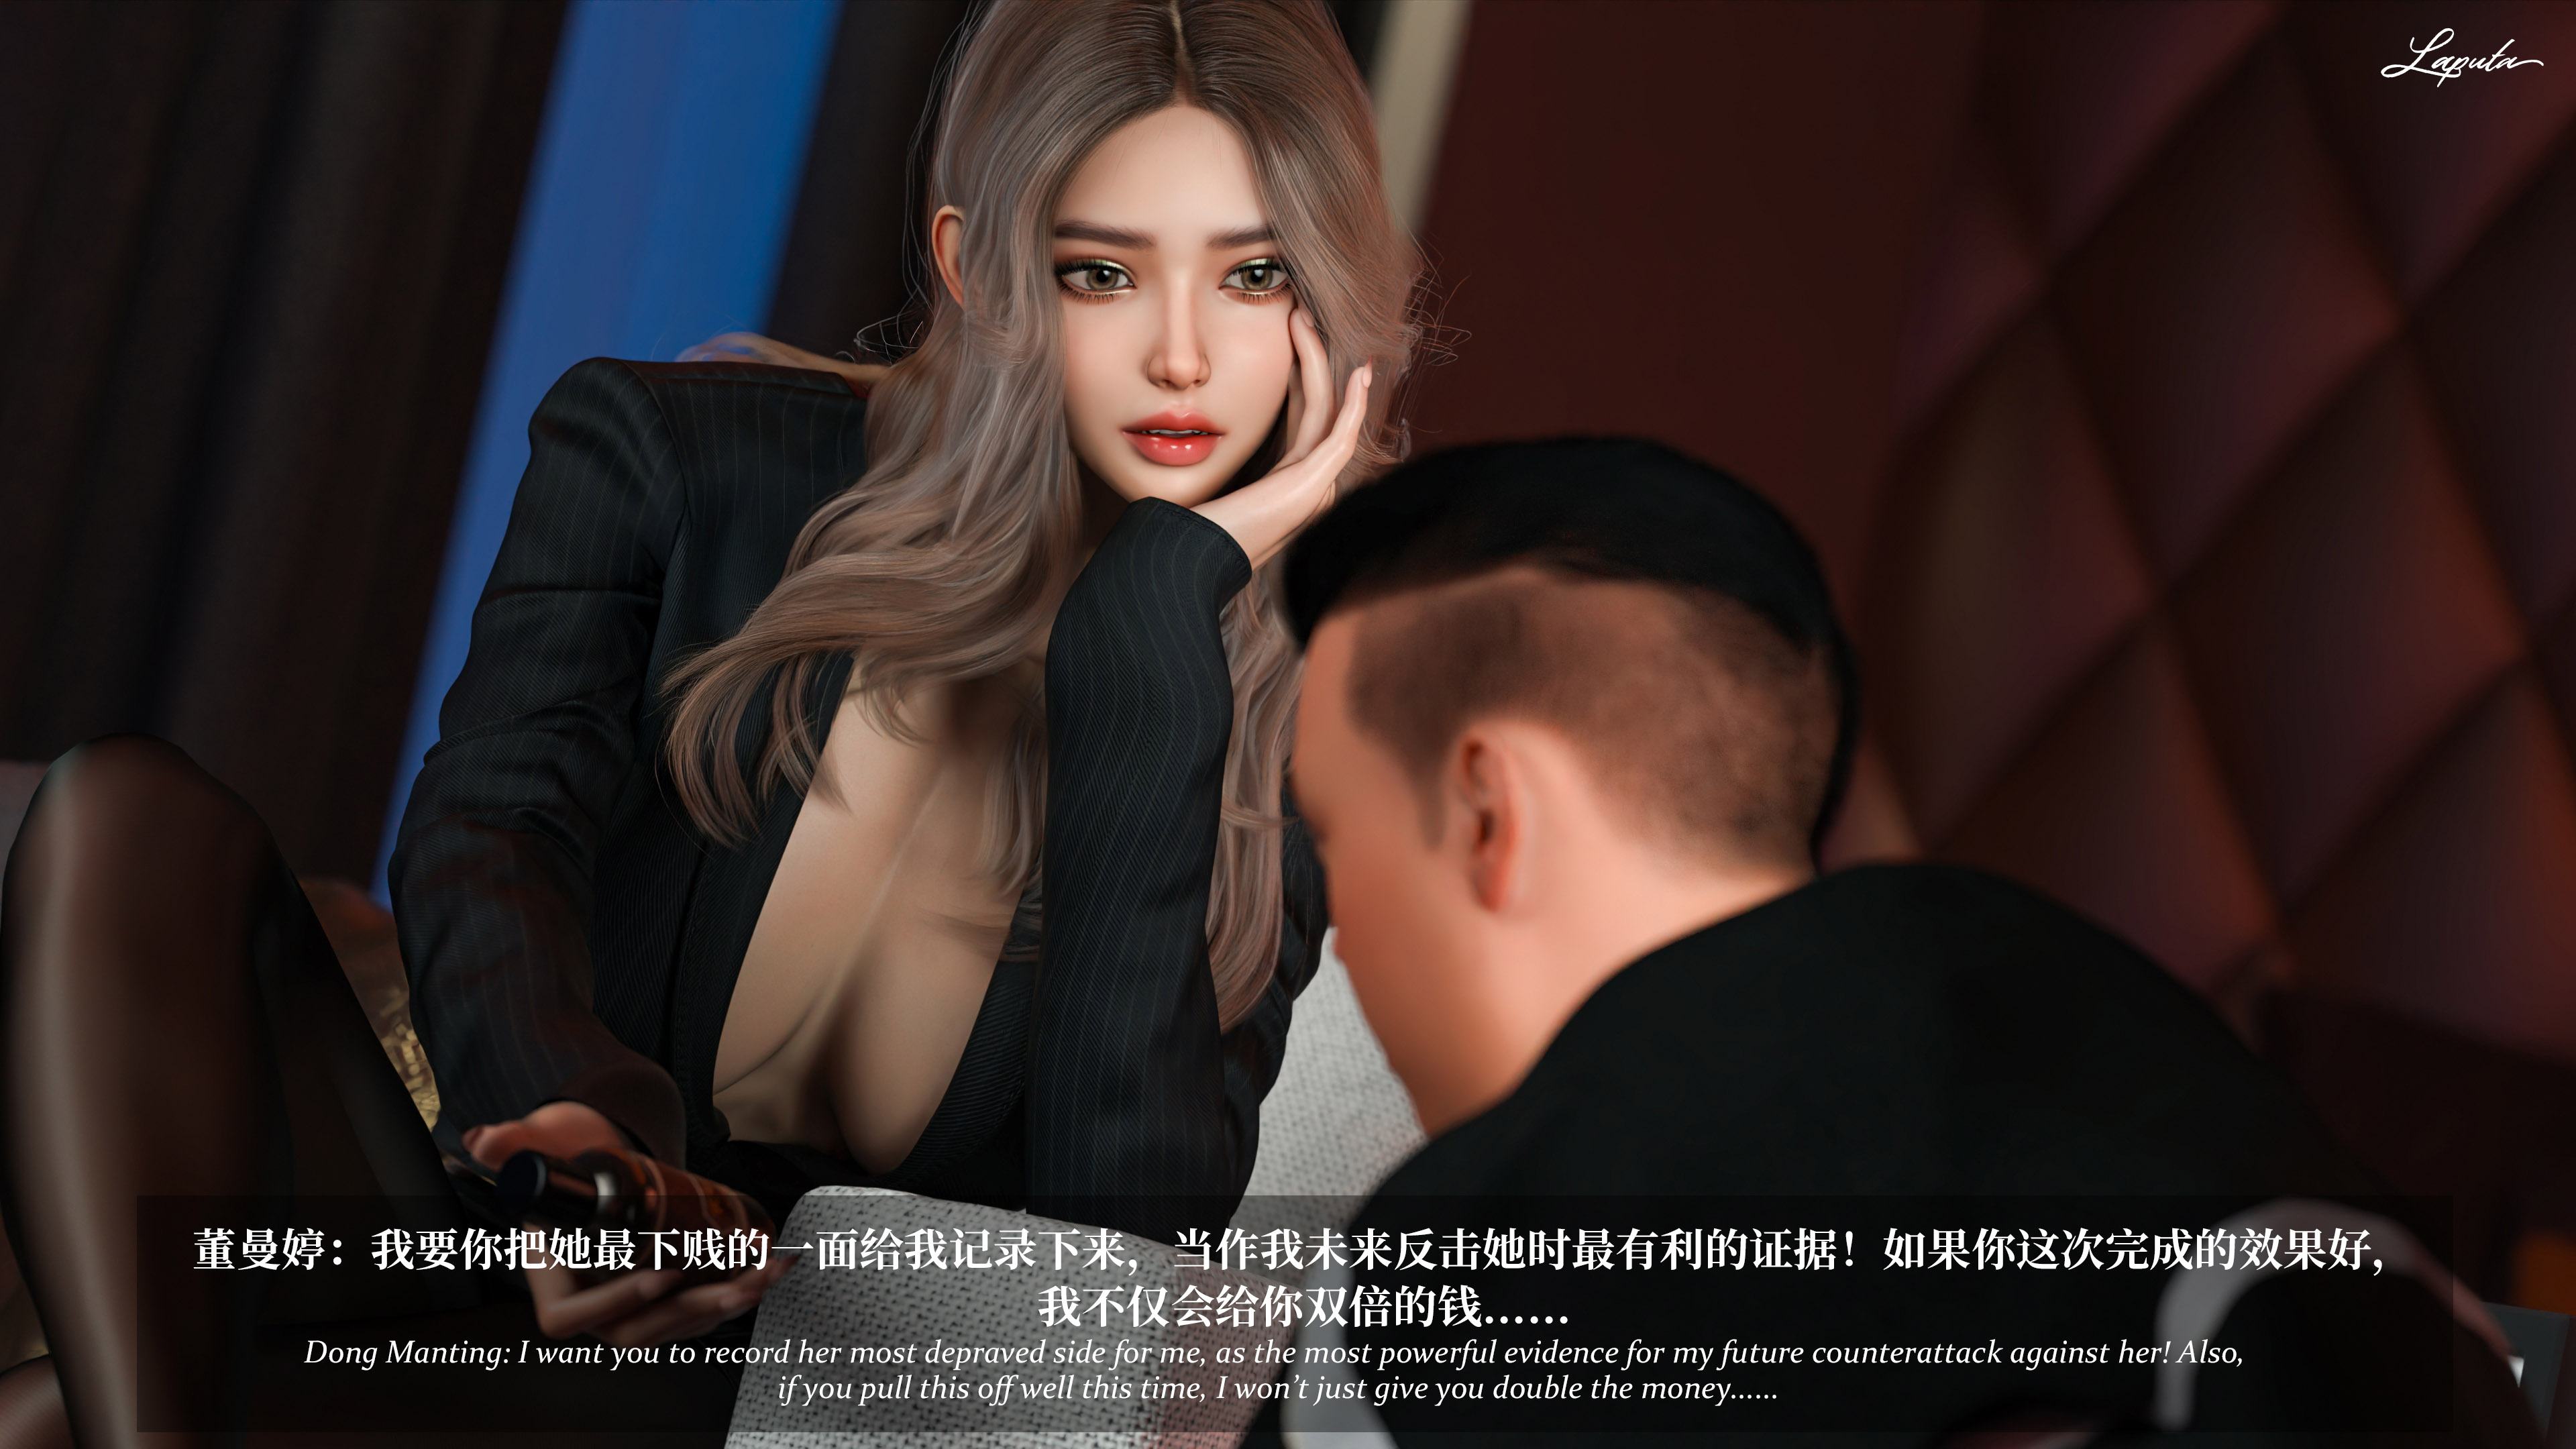 Laputa
董曼婷：我要你把她最下贱的一面给我记录下来，当作我未来反击她时最有利的证据！如果你这次完成的效果好，
我不仅会给你双倍的钱……
Dong Manting: I want you to record her most depraved side for me, as the most powerful evidence for my future counterattack against her! Also,
if you pull this off well this time, I won’t just give you double the money……